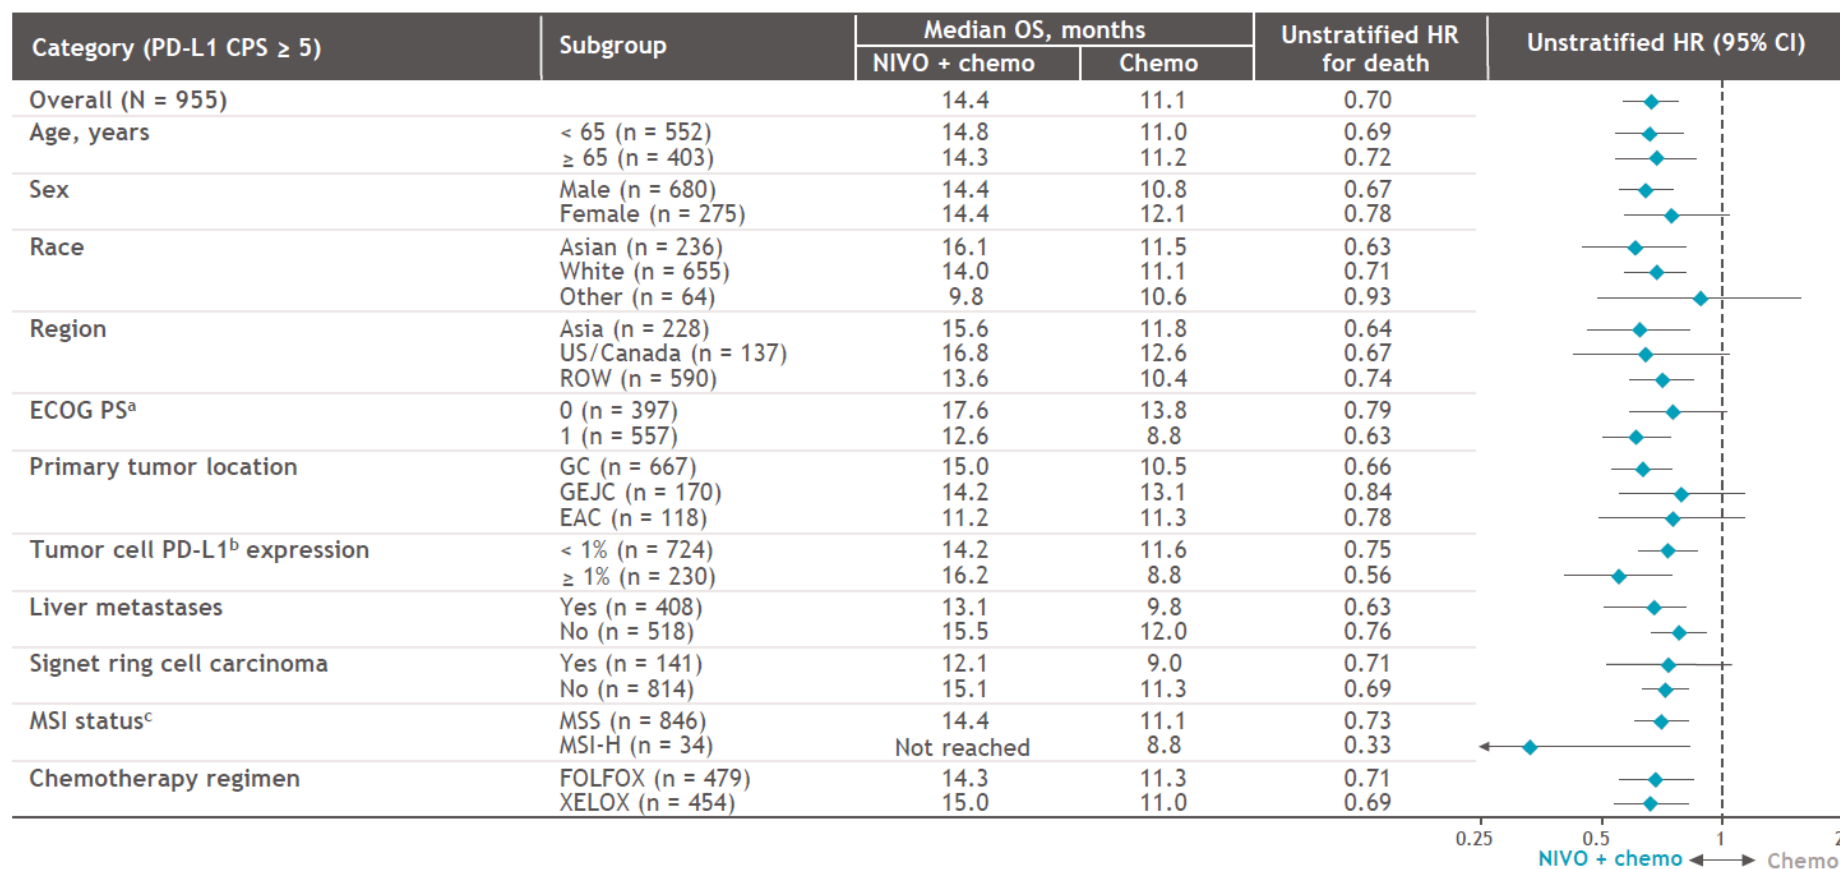 Category (PD-L1 CPS ≥ 5) Subgroup Median OS, months Unstratified HR for death Unstratified HR (95% CI)
NIVO + chemo Chemo
Overall (N = 955) 14.4 11.1 0.70
Age, years < 65 (n = 552) 14.8 11.0 0.69
≥ 65 (n = 403) 14.3 11.2 0.72
Sex Male (n = 680) 14.4 10.8 0.67
Female (n = 275) 14.4 12.1 0.78
Race Asian (n = 236) 16.1 11.5 0.63
White (n = 655) 14.0 11.1 0.71
Other (n = 64) 9.8 10.6 0.93
Region Asia (n = 228) 15.6 11.8 0.64
US/Canada (n = 137) 16.8 12.6 0.67
ROW (n = 590) 13.6 10.4 0.74
ECOG PSᵃ 0 (n = 397) 17.6 13.8 0.79
1 (n = 557) 12.6 8.8 0.63
Primary tumor location GC (n = 667) 15.0 10.5 0.66
GEJC (n = 170) 14.2 13.1 0.84
EAC (n = 118) 11.2 11.3 0.78
Tumor cell PD-L1ᵇ expression < 1% (n = 724) 14.2 11.6 0.75
≥ 1% (n = 230) 16.2 8.8 0.56
Liver metastases Yes (n = 408) 13.1 9.8 0.63
No (n = 518) 15.5 12.0 0.76
Signet ring cell carcinoma Yes (n = 141) 12.1 9.0 0.71
No (n = 814) 15.1 11.3 0.69
MSI statusᶜ MSS (n = 846) 14.4 11.1 0.73
MSI-H (n = 34) Not reached 8.8 0.33
Chemotherapy regimen FOLFOX (n = 479) 14.3 11.3 0.71
XELOX (n = 454) 15.0 11.0 0.69
0.25 0.5 1 2
NIVO + chemo Chemo